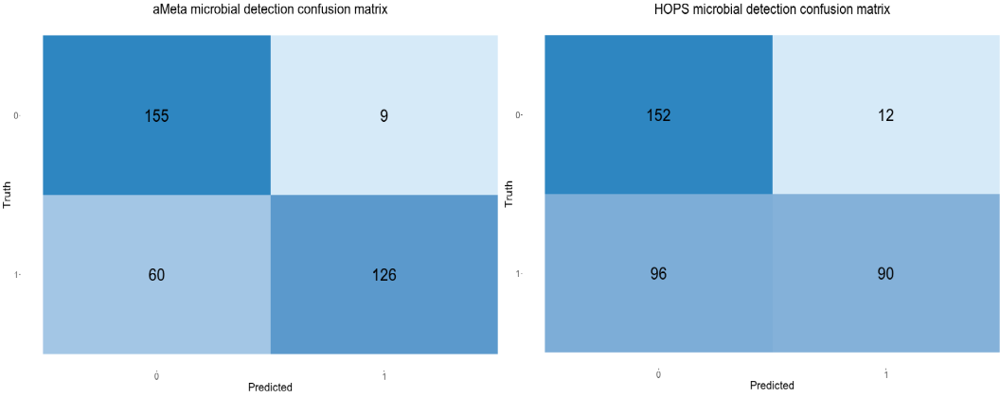 aMeta microbial detection confusion matrix
0-
155
9
Truth
1-
60
126
0
1
Predicted
HOPS microbial detection confusion matrix
0-
152
12
Truth
1-
96
90
0
1
Predicted